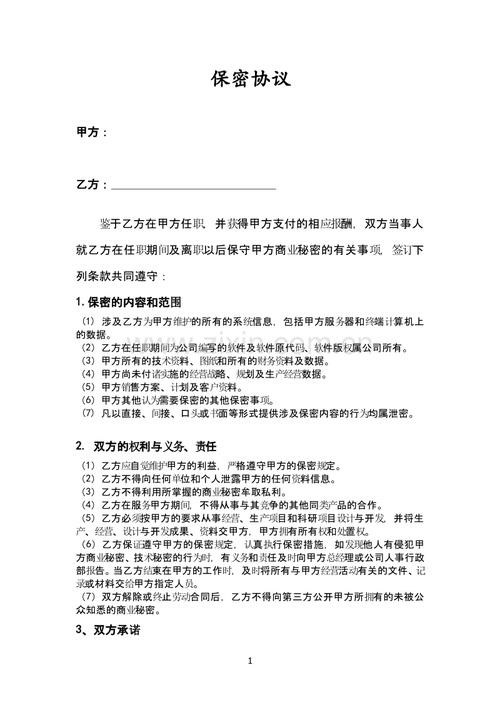 保密协议
甲方：
乙方：
鉴于乙方在甲方任职，并获得甲方支付的相应报酬，双方当事人
就乙方在任职期间及离职以后保守甲方商业秘密的有关事项，签订下
列条款共同遵守：
1.保密的内容和范围
（1）涉及乙方为甲方维护的所有的系统信息，包括甲方服务器和终端计算机上
的数据。
（2）乙方在任职期间为公司编写的软件及软件原代码、软件版权属公司所有。
（3）甲方所有的技术资料、图纸和所有的财务资料及数据。
（4）甲方尚未付诸实施的经营战略、规划及生产经营数据。
（5）甲方销售方案、计划及客户资料。
（6）甲方其他认为需要保密的其他保密事项。
（7）凡以直接、间接、口头或书面等形式提供涉及保密内容的行为均属泄密。
2. 双方的权利与义务、责任
（1）乙方应自觉维护甲方的利益，严格遵守甲方的保密规定。
（2）乙方不得向任何单位和个人泄露甲方的任何资料信息。
（3）乙方不得利用所掌握的商业秘密牟取私利。
（4）乙方在服务甲方期间，不得从事与其竞争的其他同类产品的合作。
（5）乙方必须按甲方的要求从事经营、生产项目和科研项目设计与开发，并将生
产、经营、设计与开发成果、资料交甲方，甲方拥有所有权和处置权。
（6）乙方保证遵守甲方的保密规定，认真执行保密措施，如发现他人有侵犯甲
方商业秘密、技术秘密的行为时，有义务和责任及时向甲方总经理或公司人事行政
部报告。当乙方结束在甲方的工作时，及时将所有与甲方经营活动有关的文件、记
录或材料交给甲方指定人员。
（7）双方解除或终止劳动合同后，乙方不得向第三方公开甲方所拥有的未被公
众知悉的商业秘密。
3、双方承诺
1